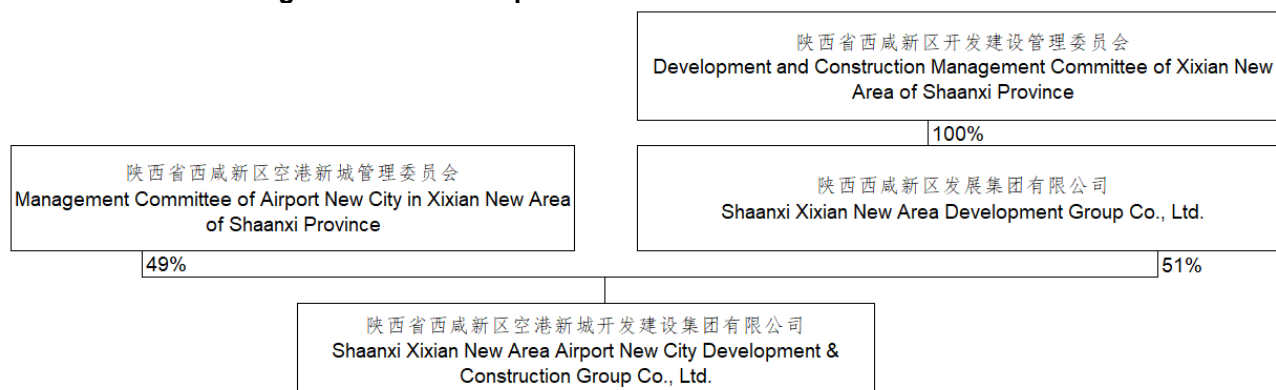 陕西省西咸新区开发建设管理委员会
Development and Construction Management Committee of Xixian New
Area of Shaanxi Province
100%
陕西省西咸新区空港新城管理委员会
Management Committee of Airport New City in Xixian New Area
of Shaanxi Province
陕西西咸新区发展集团有限公司
Shaanxi Xixian New Area Development Group Co., Ltd.
49%
51%
陕西省西咸新区空港新城开发建设集团有限公司
Shaanxi Xixian New Area Airport New City Development &
Construction Group Co., Ltd.